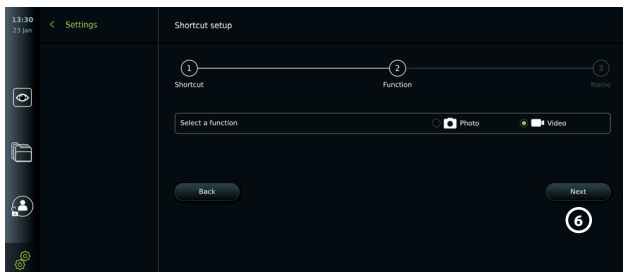 13:30
23 Jan
< Settings
Shortcut setup
1
2
3
Shortcut
Function
Name
Select a function
Photo
Video
Back
Next
6